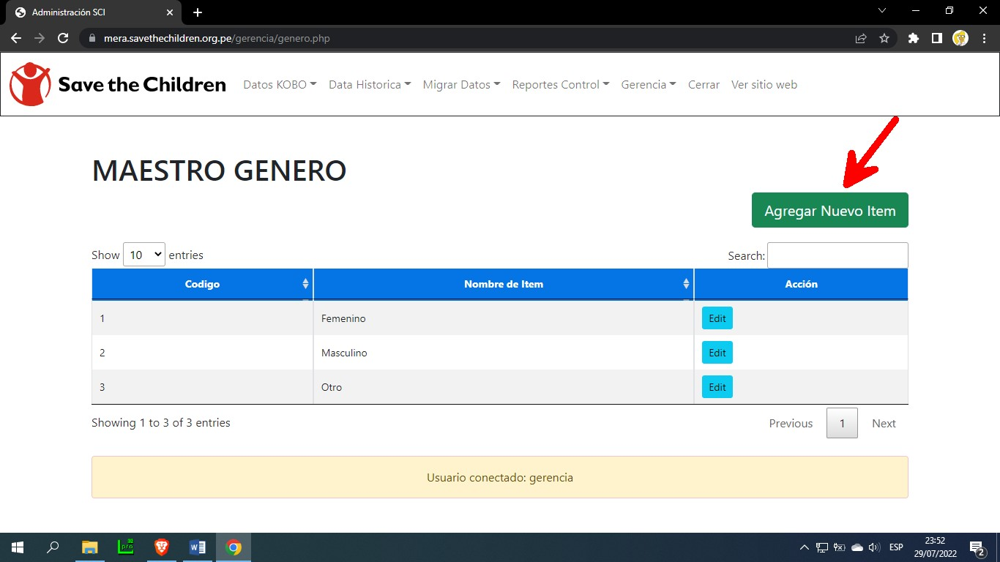 Administración SCI
mera.savethechildren.org.pe/gerencia/genero.php
Save the Children Datos KOBO Data Historica Migrar Datos Reportes Control Gerencia Cerrar Ver sitio web
MAESTRO GENERO
Agregar Nuevo Item
Show 10 entries Search:
Codigo Nombre de Item Acción
1 Femenino Edit
2 Masculino Edit
3 Otro Edit
Showing 1 to 3 of 3 entries Previous 1 Next
Usuario conectado: gerencia
ESP 23:52
29/07/2022 2